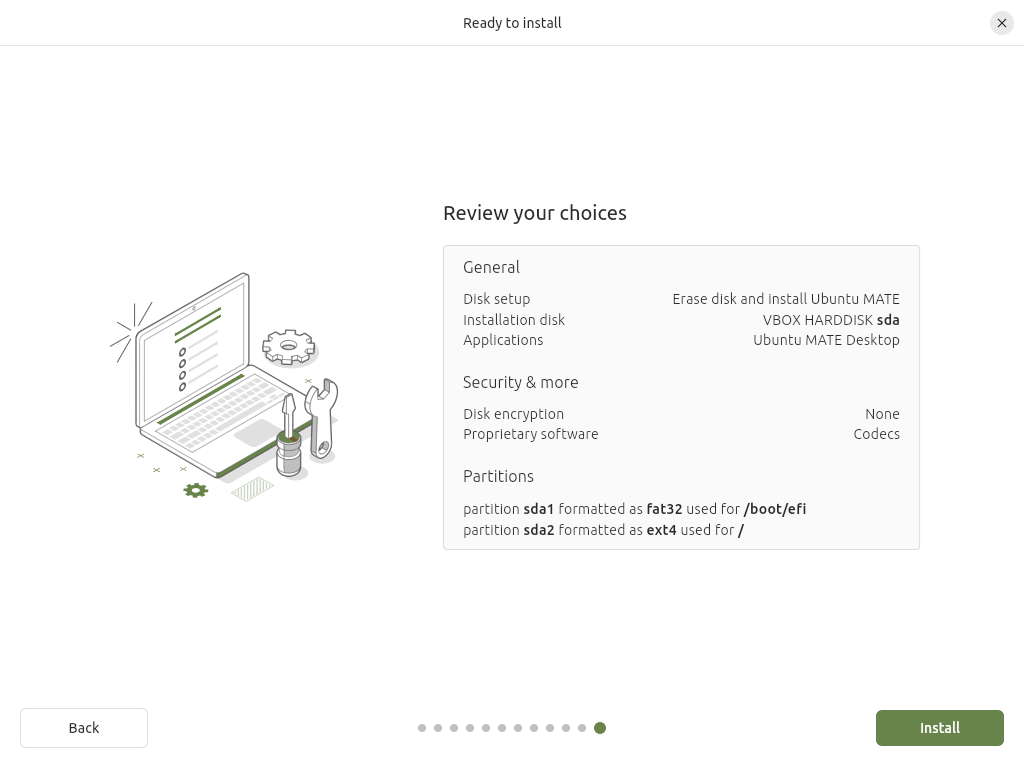 Ready to install
Review your choices
General
Disk setup Erase disk and install Ubuntu MATE
Installation disk VBOX HARDDISK sda
Applications Ubuntu MATE Desktop
Security & more
Disk encryption None
Proprietary software Codecs
Partitions
partition sda1 formatted as fat32 used for /boot/efi
partition sda2 formatted as ext4 used for /
Back Install